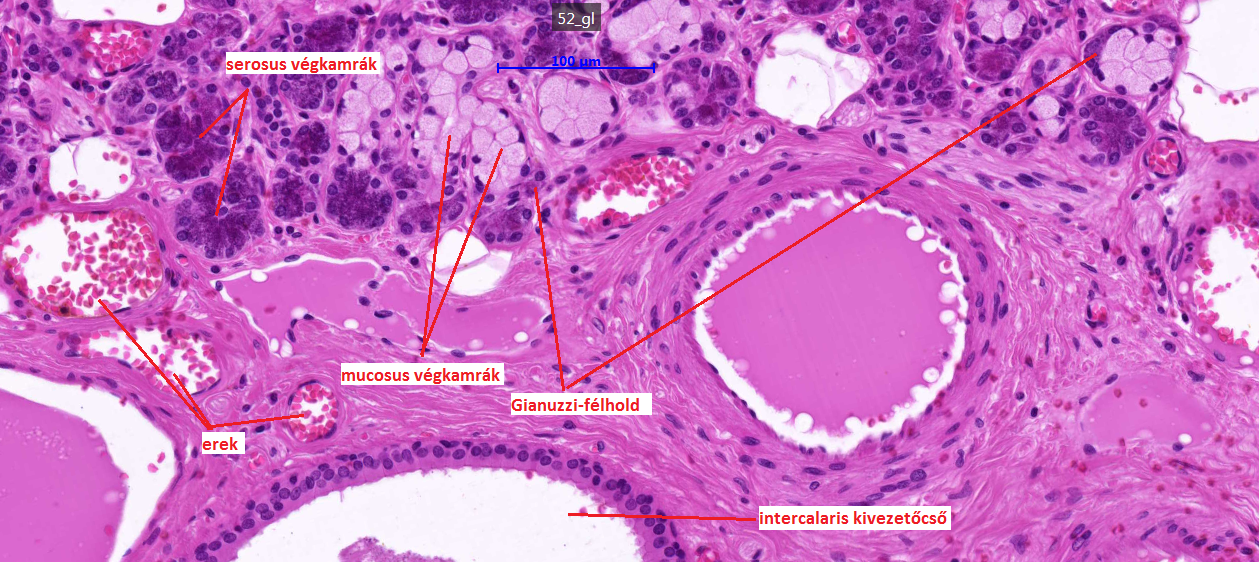 52_gl
100 µm
serosus végkamrák
mucosus végkamrák
Gianuzzi-félhold
erek
intercalaris kivezetőcső